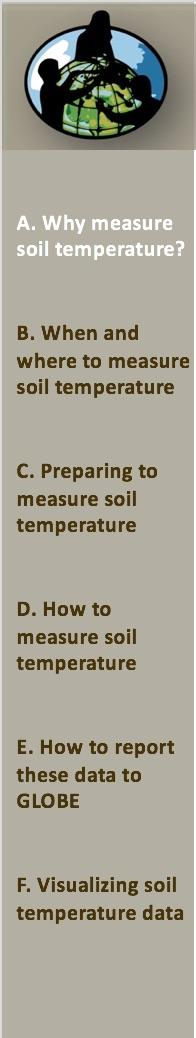 A. Why measure
soil temperature?
B. When and
where to measure
soil temperature
C. Preparing to
measure soil
temperature
D. How to
measure soil
temperature
E. How to report
these data to
GLOBE
F. Visualizing soil
temperature data